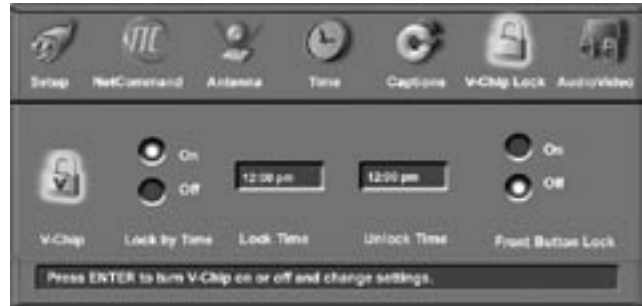 Setup NetCommand Antenna Time Captions V-Chip Lock Audio/Video
On
Off
12:00 pm
12:00 pm
On
Off
V-Chip Lock by Time Lock Time Unlock Time Front Button Lock
Press ENTER to turn V-Chip on or off and change settings.